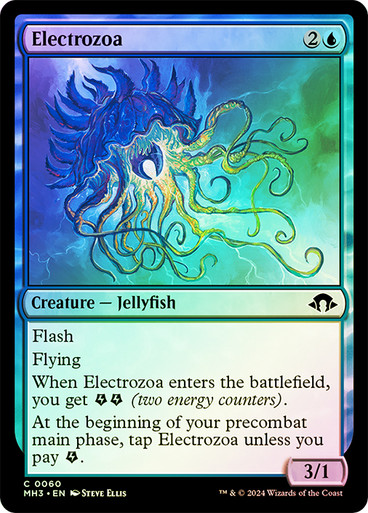 Electrozoa 2
Creature — Jellyfish
Flash
Flying
When Electrozoa enters the battlefield,
you get (two energy counters).
At the beginning of your precombat
main phase, tap Electrozoa unless you
pay .
3/1
C 0060
MH3 • EN Steve Ellis
™ & © 2024 Wizards of the Coast